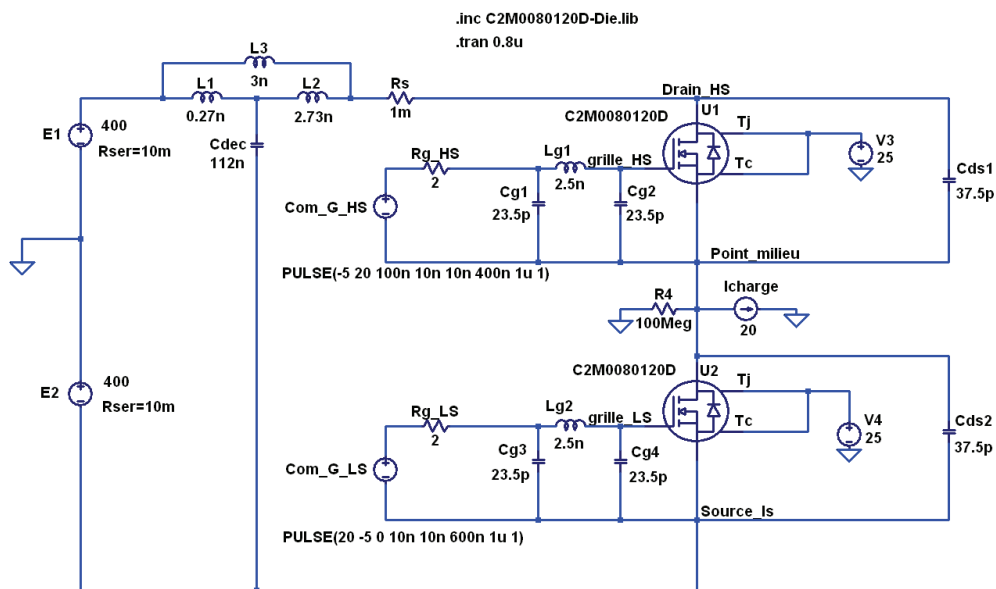 .inc C2M0080120D-Die.lib
.tran 0.8u
L3
3n
L1
0.27n
L2
2.73n
Rs
1m
Drain_HS
U1
C2M0080120D
Tj
Tc
V3
25
Cds1
37.5p
E1
400
Rser=10m
Cdec
112n
Rg_HS
2
Lg1
2.5n
grille_HS
Cg1
23.5p
Cg2
23.5p
Com_G_HS
PULSE(-5 20 100n 10n 10n 400n 1u 1)
Point_milieu
R4
100Meg
Icharge
20
E2
400
Rser=10m
C2M0080120D
U2
Tj
Tc
V4
25
Cds2
37.5p
Rg_LS
2
Lg2
2.5n
grille_LS
Cg3
23.5p
Cg4
23.5p
Com_G_LS
Source_ls
PULSE(20 -5 0 10n 10n 600n 1u 1)